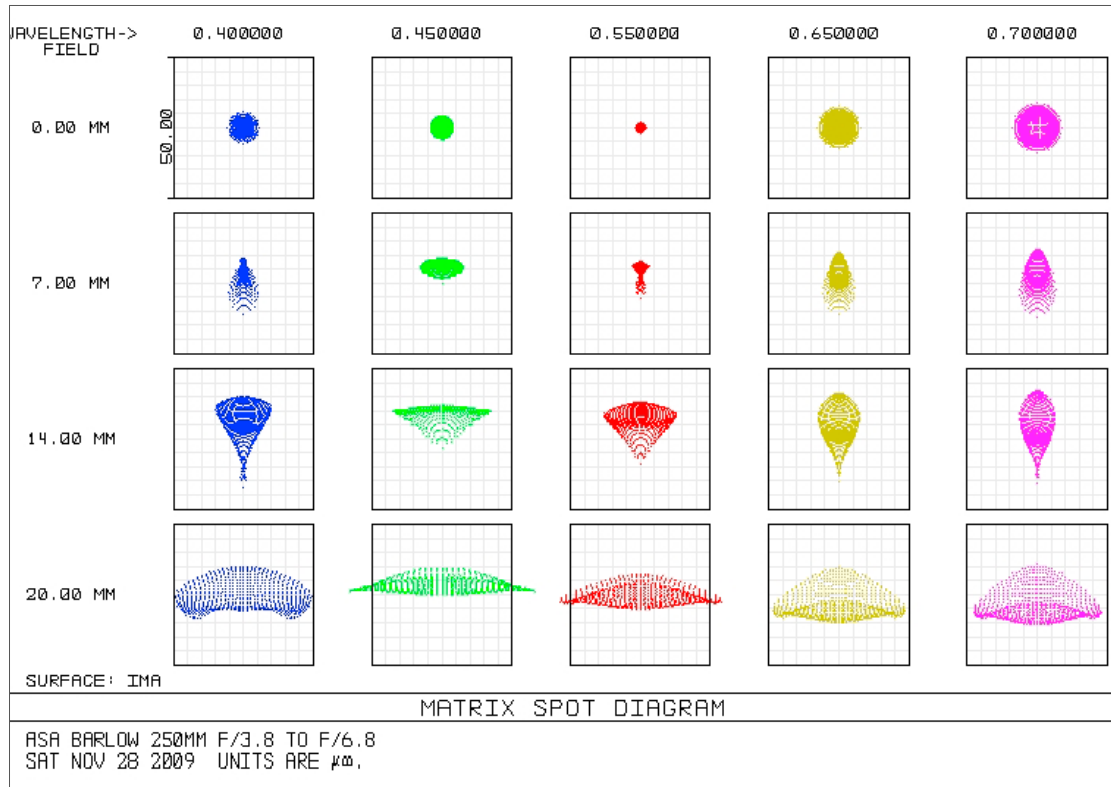 WAVELENGTH-> 0.400000 0.450000 0.550000 0.650000 0.700000
FIELD
0.00 MM
50.00
7.00 MM
14.00 MM
20.00 MM
SURFACE: IMA
MATRIX SPOT DIAGRAM
ASA BARLOW 250MM F/3.8 TO F/6.8
SAT NOV 28 2009 UNITS ARE µm.